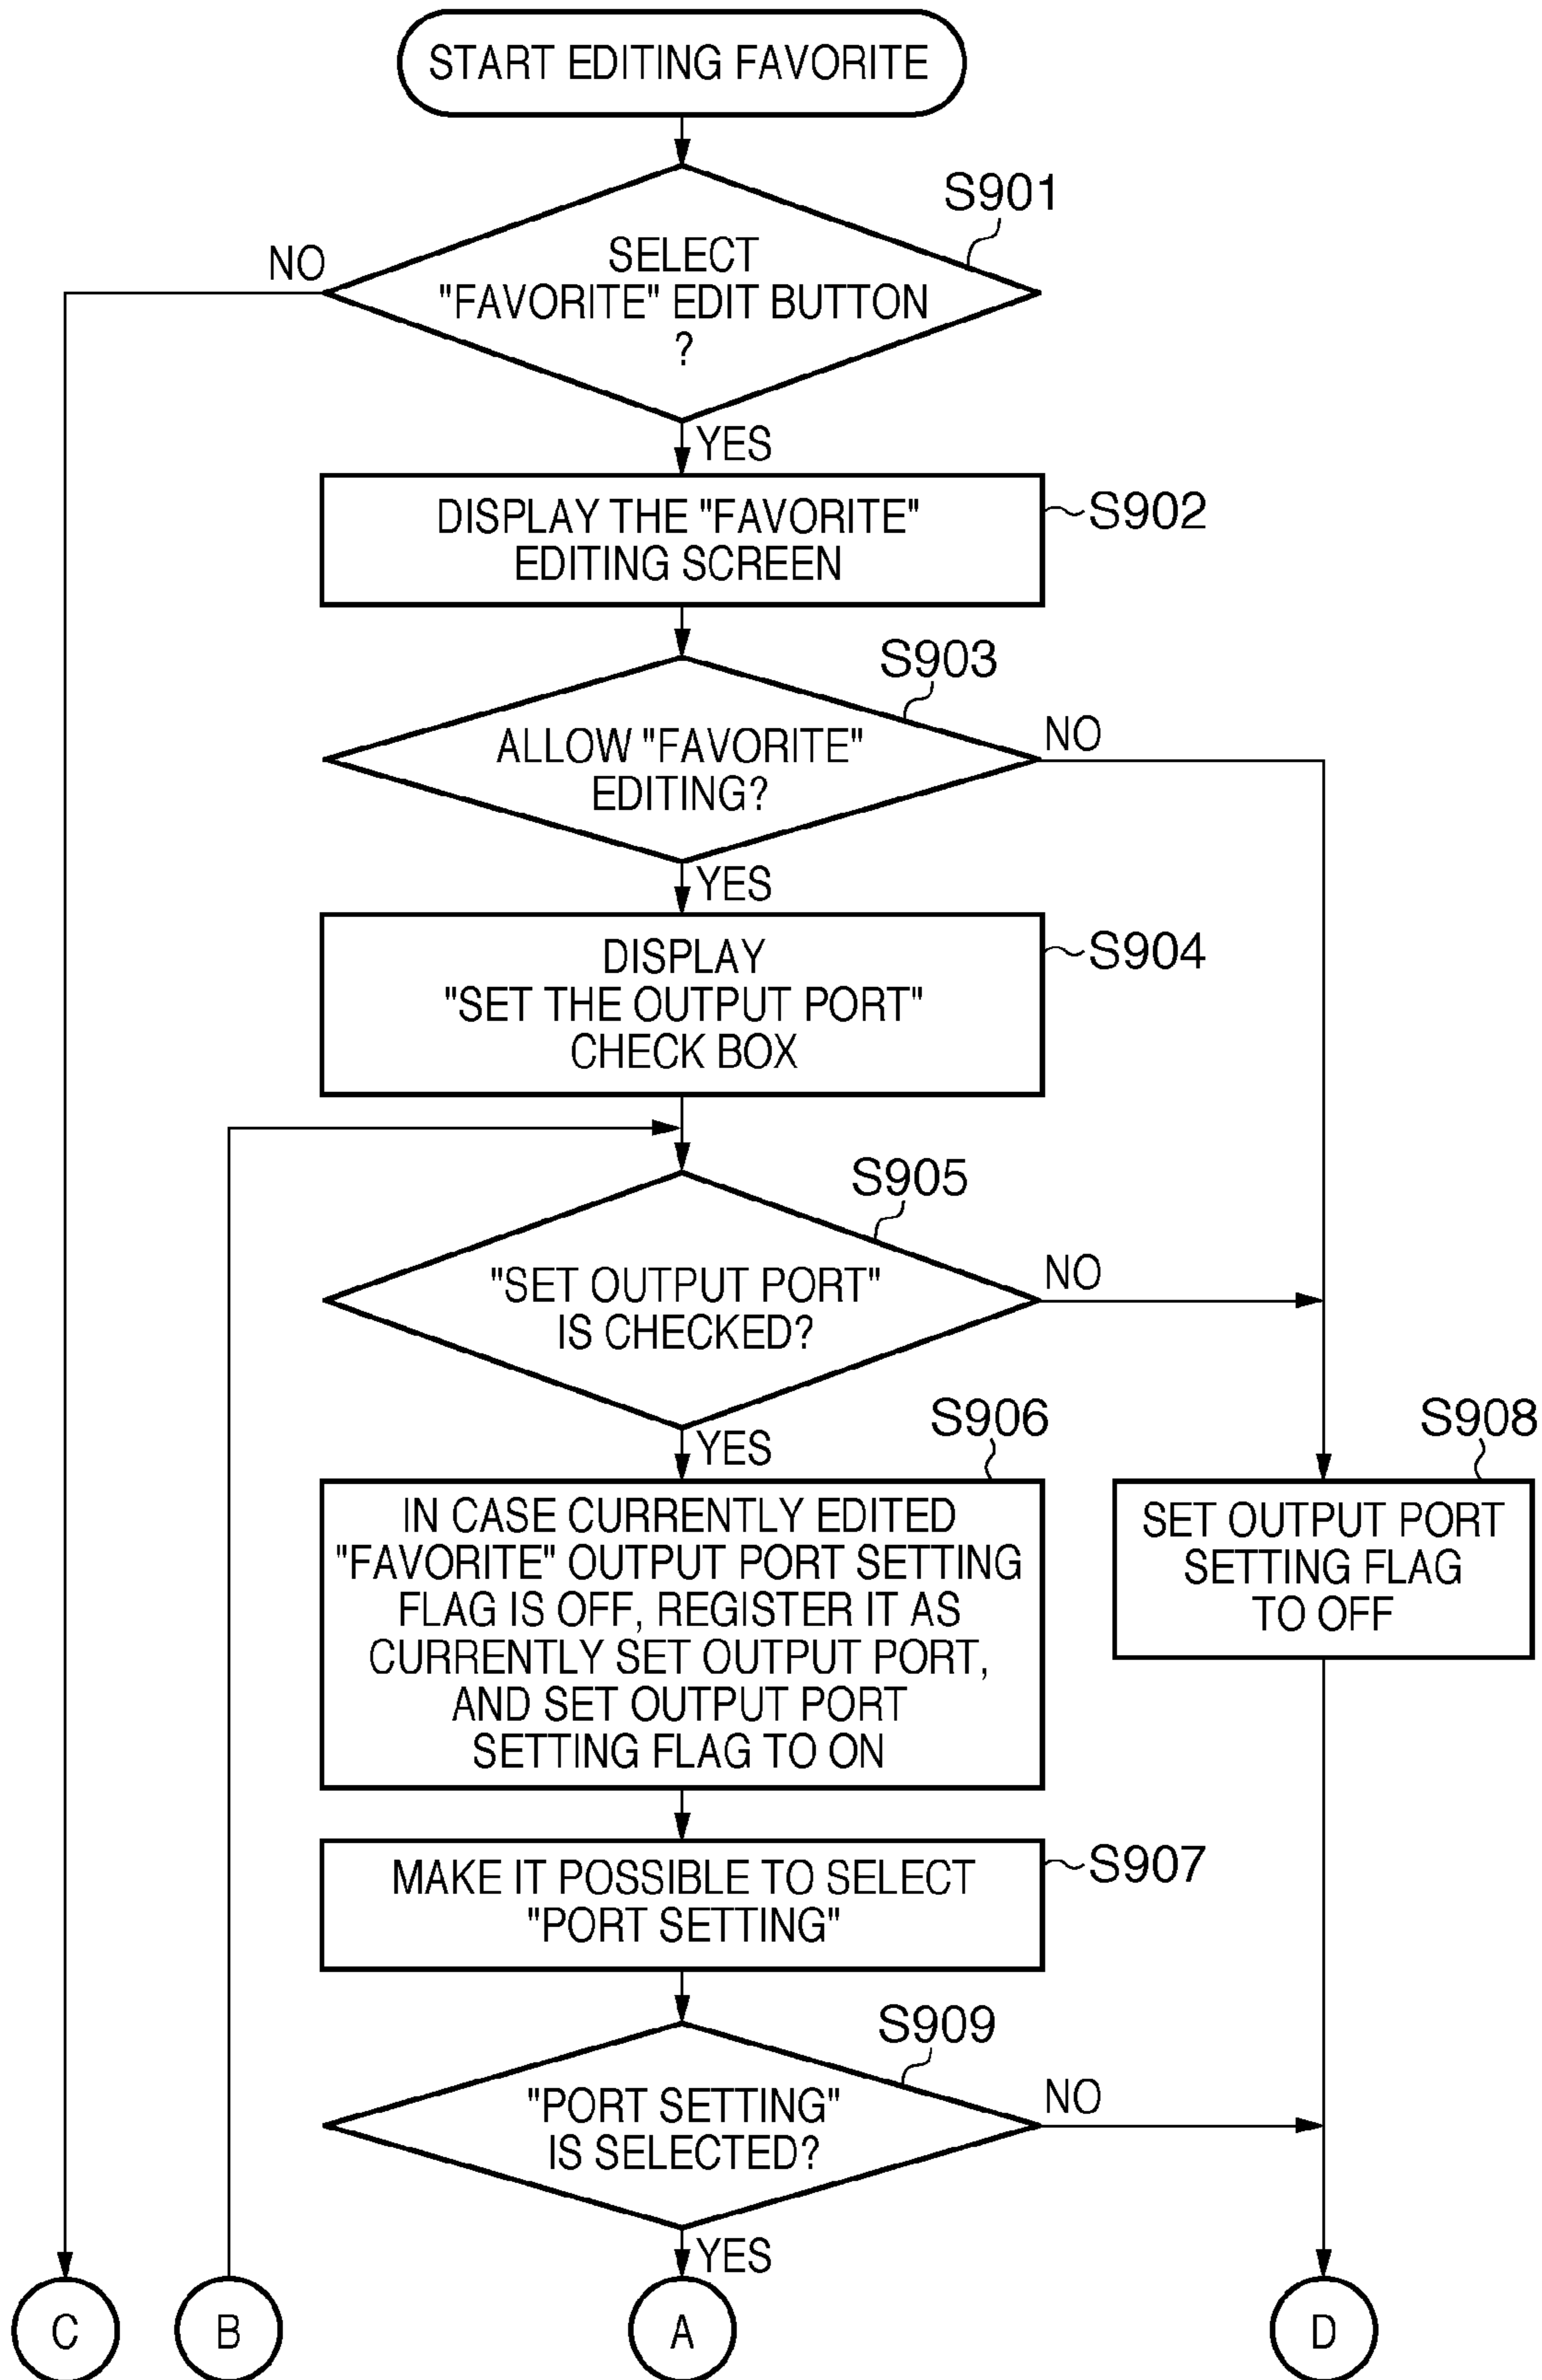 START EDITING FAVORITE
S901
NO
SELECT
"FAVORITE" EDIT BUTTON
?
YES
DISPLAY THE "FAVORITE"
EDITING SCREEN
S902
S903
ALLOW "FAVORITE"
EDITING?
NO
YES
DISPLAY
"SET THE OUTPUT PORT"
CHECK BOX
S904
S905
"SET OUTPUT PORT"
IS CHECKED?
NO
YES
S906
IN CASE CURRENTLY EDITED
"FAVORITE" OUTPUT PORT SETTING
FLAG IS OFF, REGISTER IT AS
CURRENTLY SET OUTPUT PORT,
AND SET OUTPUT PORT
SETTING FLAG TO ON
S908
SET OUTPUT PORT
SETTING FLAG
TO OFF
MAKE IT POSSIBLE TO SELECT
"PORT SETTING"
S907
S909
"PORT SETTING"
IS SELECTED?
NO
YES
C
B
A
D